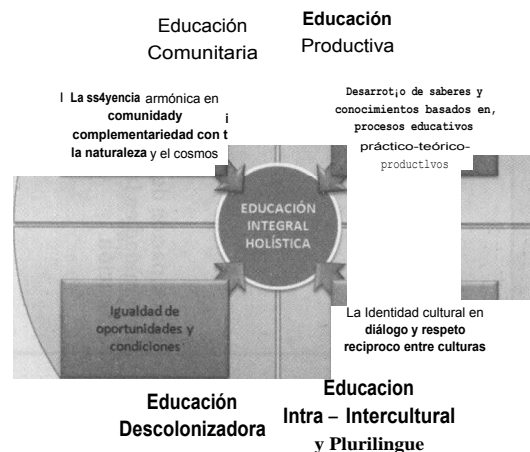 Educación
Comunitaria
Educación
Productiva
l La ss4yencia armónica en
comunidady i
complementariedad con t
la naturaleza y el cosmos
Desarrot¡o de saberes y
conocimientos basados en,
procesos educativos
práctico-teórico-
productlvos
EDUCACIÓN
INTEGRAL
HOLÍSTICA
Igualdad de
oportunidades y
condiciones
La Identidad cultural en
diálogo y respeto
reciproco entre culturas
Educación
Descolonizadora
Educacion
Intra – Intercultural
y Plurilingue